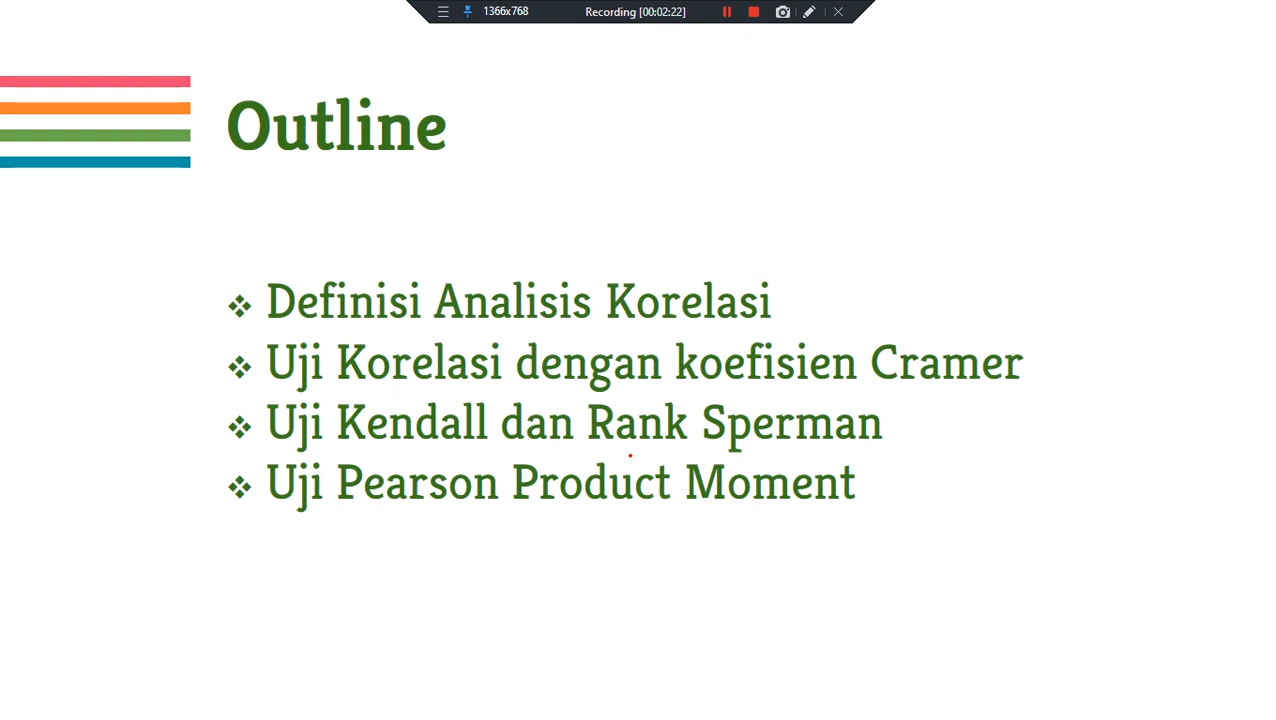 1366x768 Recording [00:02:22]
Outline
❖ Definisi Analisis Korelasi
❖ Uji Korelasi dengan koefisien Cramer
❖ Uji Kendall dan Rank Sperman
❖ Uji Pearson Product Moment